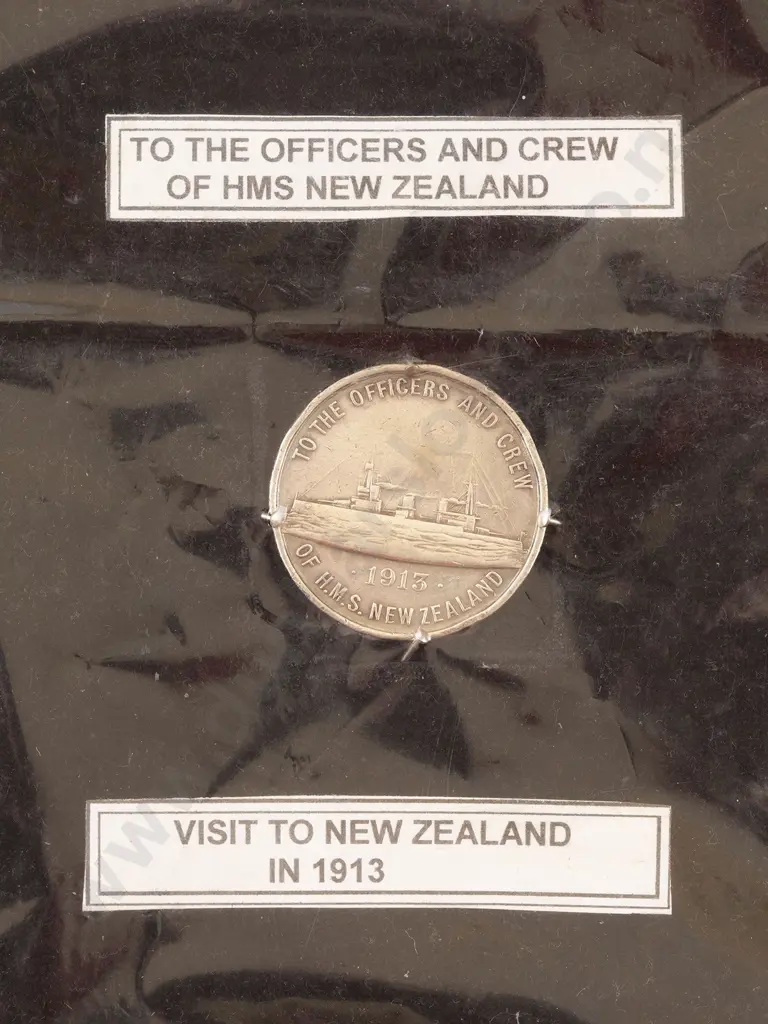 TO THE OFFICERS AND CREW
OF HMS NEW ZEALAND
TO THE OFFICERS AND CREW
1913
OF H.M.S. NEW ZEALAND
VISIT TO NEW ZEALAND
IN 1913